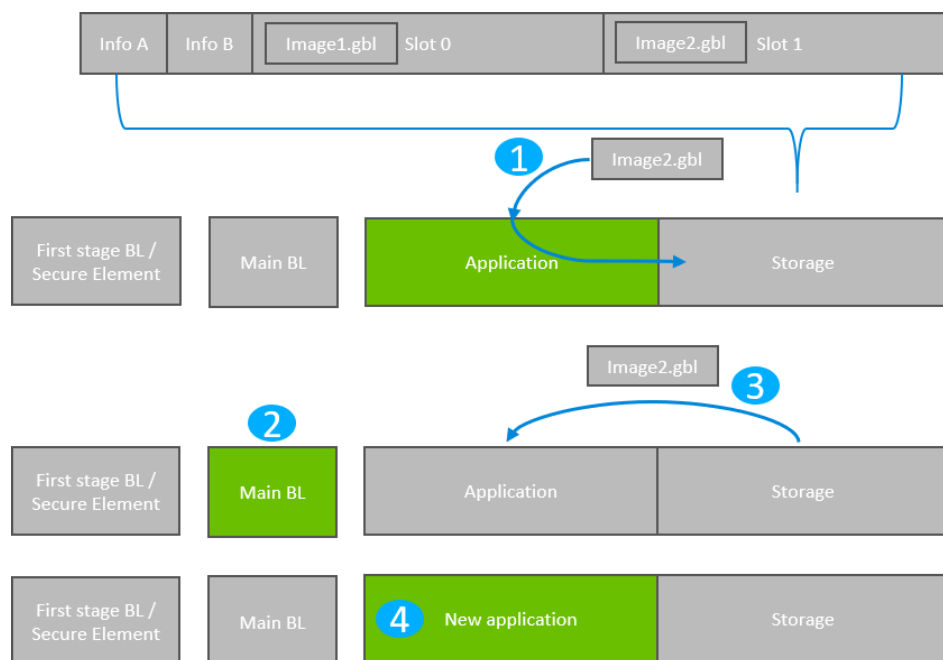 Info A
Info B
Image1.gbl
Slot 0
Image2.gbl
Slot 1
1
Image2.gbl
First stage BL /
Secure Element
Main BL
Application
Storage
Image2.gbl
3
2
First stage BL /
Secure Element
Main BL
Application
Storage
First stage BL /
Secure Element
Main BL
4
New application
Storage